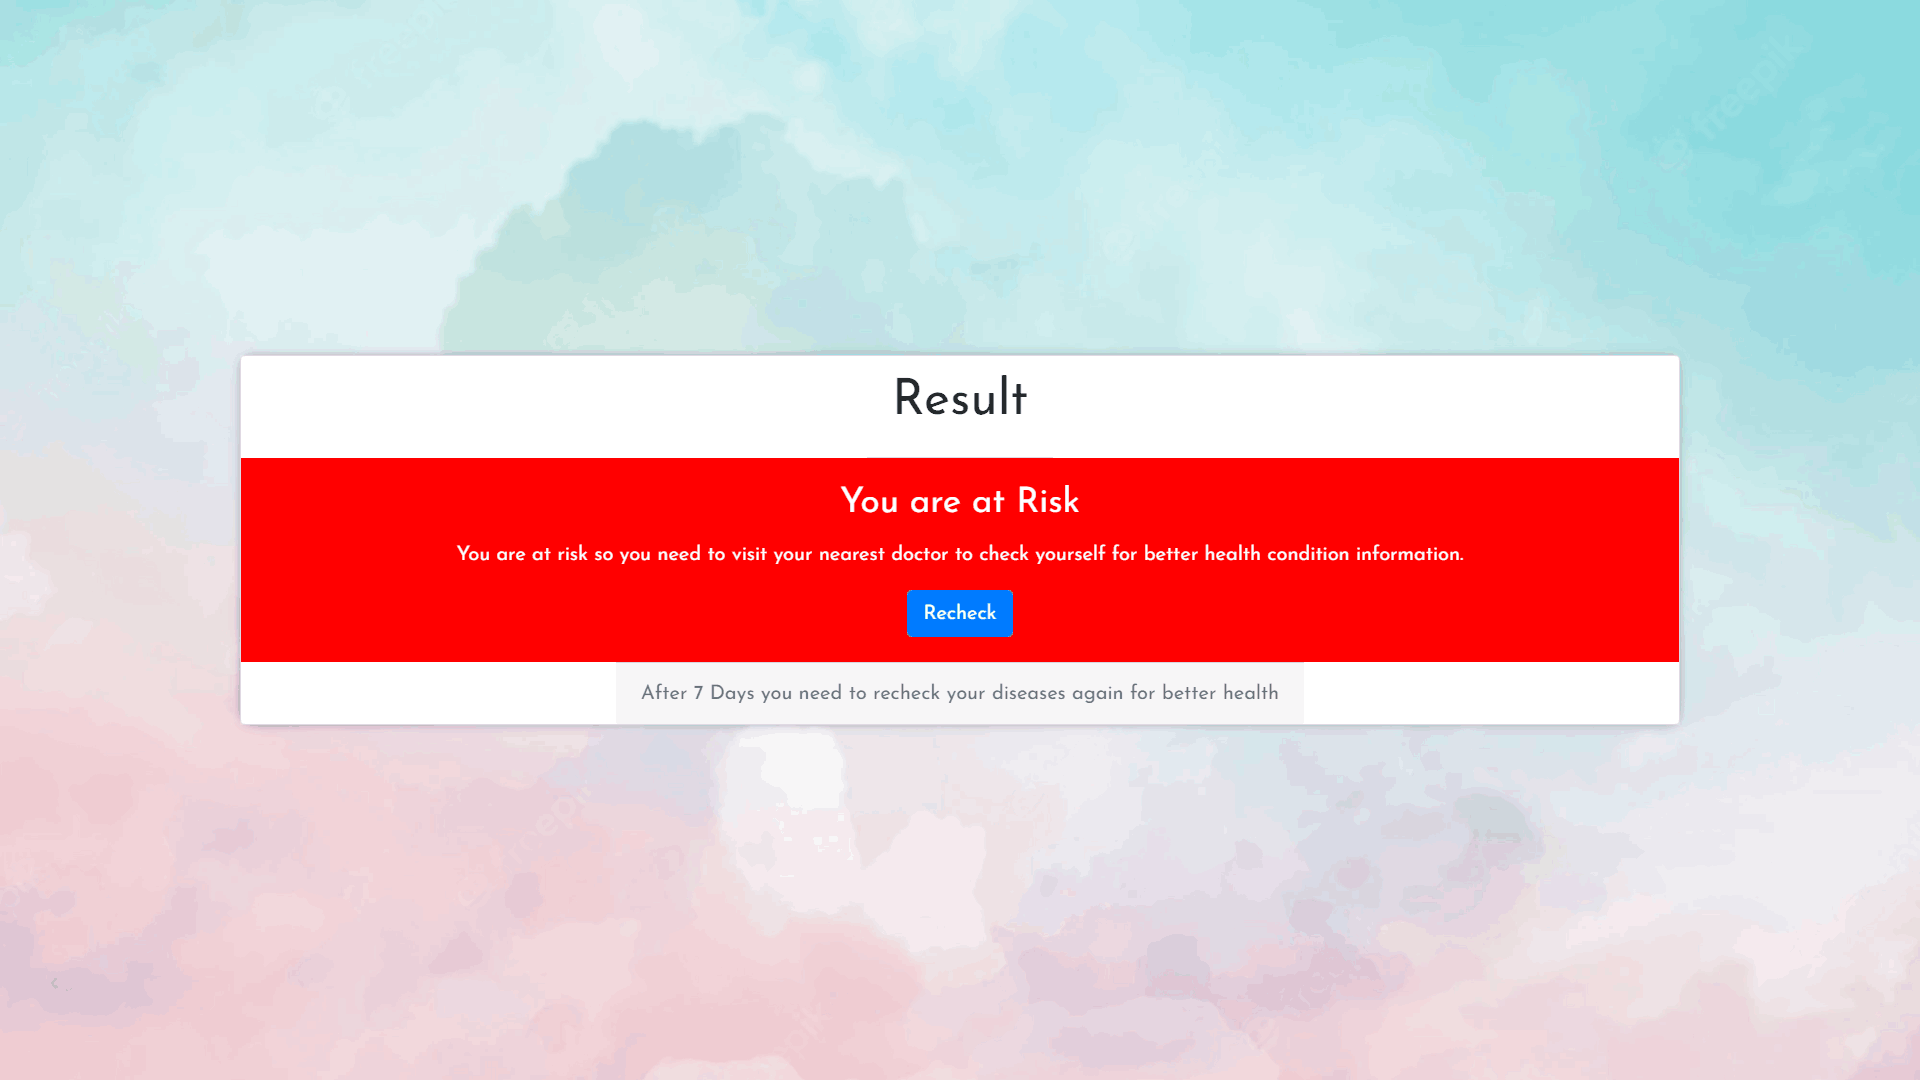 Result
You are at Risk
You are at risk so you need to visit your nearest doctor to check yourself for better health condition information.
Recheck
After 7 Days you need to recheck your diseases again for better health
freepik